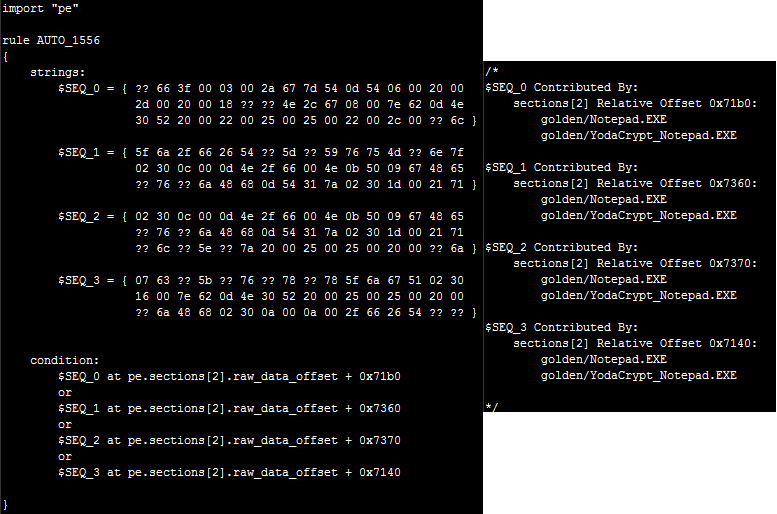 import "pe"
rule AUTO_1556
{
strings:
$SEQ_0 = { ?? 66 3f 00 03 00 2a 67 7d 54 0d 54 06 00 20 00
2d 00 20 00 18 ?? ?? 4e 2c 67 08 00 7e 62 0d 4e
30 52 20 00 22 00 25 00 25 00 22 00 2c 00 ?? 6c }
$SEQ_1 = { 5f 6a 2f 66 26 54 ?? 5d ?? 59 76 75 4d ?? 6e 7f
02 30 0c 00 0d 4e 2f 66 00 4e 0b 50 09 67 48 65
?? 76 ?? 6a 48 68 0d 54 31 7a 02 30 1d 00 21 71 }
$SEQ_2 = { 02 30 0c 00 0d 4e 2f 66 00 4e 0b 50 09 67 48 65
?? 76 ?? 6a 48 68 0d 54 31 7a 02 30 1d 00 21 71
?? 6c ?? 5e ?? 7a 20 00 25 00 25 00 20 00 ?? 6a }
$SEQ_3 = { 07 63 ?? 5b ?? 76 ?? 78 ?? 78 5f 6a 67 51 02 30
16 00 7e 62 0d 4e 30 52 20 00 25 00 25 00 20 00
?? 6a 48 68 02 30 0a 00 0a 00 2f 66 26 54 ?? ?? }
condition:
$SEQ_0 at pe.sections[2].raw_data_offset + 0x71b0
or
$SEQ_1 at pe.sections[2].raw_data_offset + 0x7360
or
$SEQ_2 at pe.sections[2].raw_data_offset + 0x7370
or
$SEQ_3 at pe.sections[2].raw_data_offset + 0x7140
}
/*
$SEQ_0 Contributed By:
sections[2] Relative Offset 0x71b0:
golden/Notepad.EXE
golden/YodaCrypt_Notepad.EXE
$SEQ_1 Contributed By:
sections[2] Relative Offset 0x7360:
golden/Notepad.EXE
golden/YodaCrypt_Notepad.EXE
$SEQ_2 Contributed By:
sections[2] Relative Offset 0x7370:
golden/Notepad.EXE
golden/YodaCrypt_Notepad.EXE
$SEQ_3 Contributed By:
sections[2] Relative Offset 0x7140:
golden/Notepad.EXE
golden/YodaCrypt_Notepad.EXE
*/